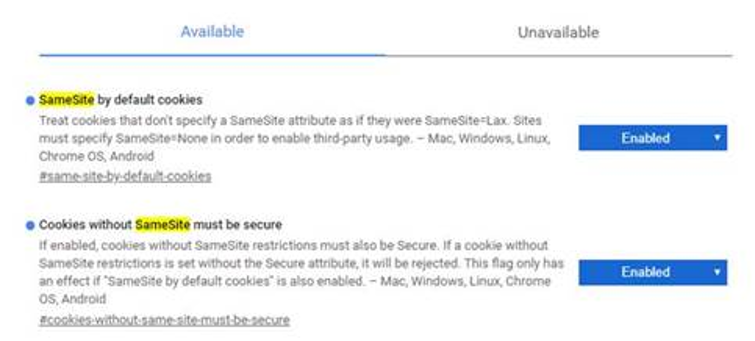 Available
Unavailable
SameSite by default cookies
Treat cookies that don't specify a SameSite attribute as if they were SameSite=Lax. Sites
must specify SameSite=None in order to enable third-party usage. – Mac, Windows, Linux,
Chrome OS, Android
#same-site-by-default-cookies
Enabled
Cookies without SameSite must be secure
If enabled, cookies without SameSite restrictions must also be Secure. If a cookie without
SameSite restrictions is set without the Secure attribute, it will be rejected. This flag only has
an effect if "SameSite by default cookies" is also enabled. – Mac, Windows, Linux, Chrome
OS, Android
#cookies-without-same-site-must-be-secure
Enabled